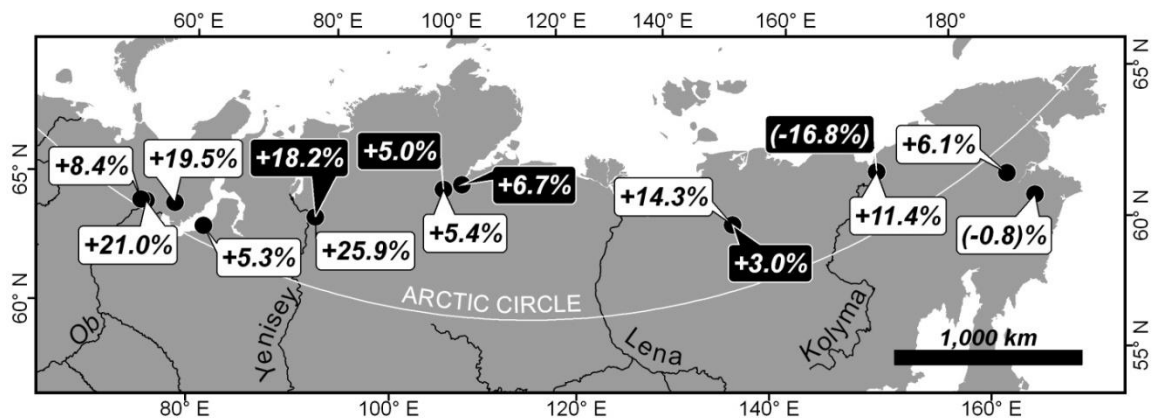 60° E 80° E 100° E 120° E 140° E 160° E 180°
65° N
(-16.8%)
+6.1%
+5.0%
+8.4%
+19.5%
+18.2%
65° N
+6.7%
+14.3%
60° N
+11.4%
(-0.8)%
+21.0%
+5.3%
+25.9%
+5.4%
+3.0%
60° N
ARCTIC CIRCLE
Ob
Yenisey
Lena
Kolyma
1,000 km
55° N
80° E 100° E 120° E 140° E 160° E